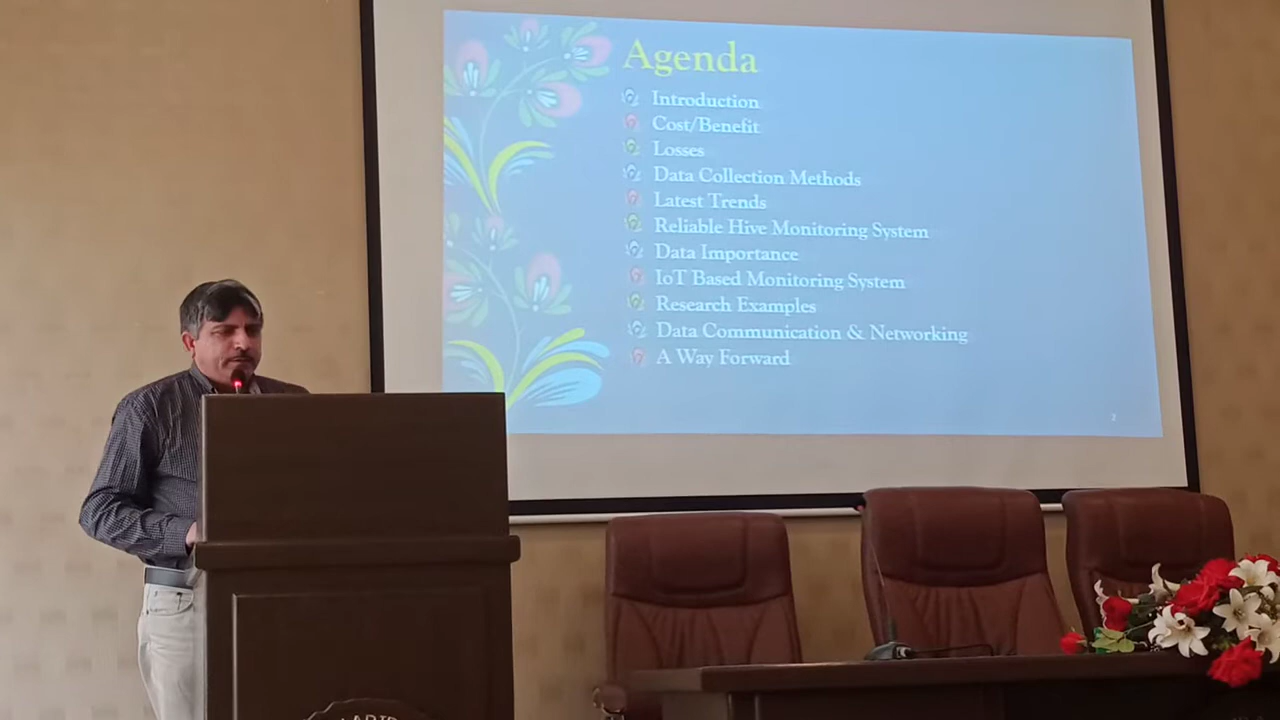 Agenda
Introduction
Cost/Benefit
Losses
Data Collection Methods
Latest Trends
Reliable Hive Monitoring System
Data Importance
IoT Based Monitoring System
Research Examples
Data Communication & Networking
A Way Forward
2